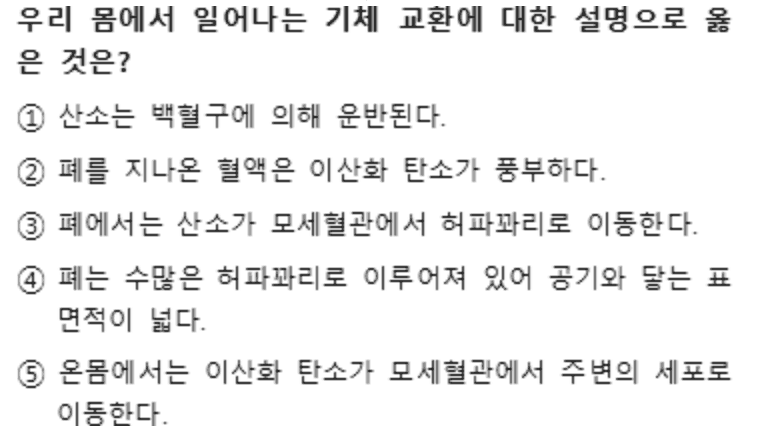 우리 몸에서 일어나는 기체 교환에 대한 설명으로 옳
은 것은?
① 산소는 백혈구에 의해 운반된다.
② 폐를 지나온 혈액은 이산화 탄소가 풍부하다.
③ 폐에서는 산소가 모세혈관에서 허파꽈리로 이동한다.
④ 폐는 수많은 허파꽈리로 이루어져 있어 공기와 닿는 표
면적이 넓다.
⑤ 온몸에서는 이산화 탄소가 모세혈관에서 주변의 세포로
이동한다.